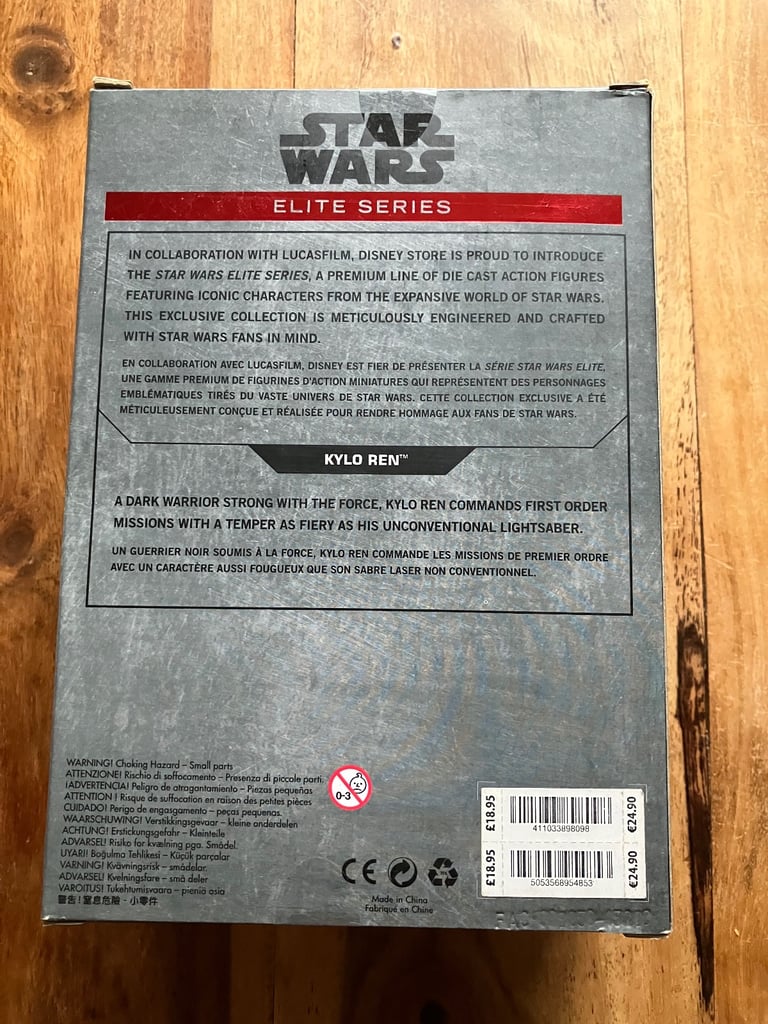 STAR
WARS
ELITE SERIES
IN COLLABORATION WITH LUCASFILM, DISNEY STORE IS PROUD TO INTRODUCE
THE STAR WARS ELITE SERIES, A PREMIUM LINE OF DIE CAST ACTION FIGURES
FEATURING ICONIC CHARACTERS FROM THE EXPANSIVE WORLD OF STAR WARS.
THIS EXCLUSIVE COLLECTION IS METICULOUSLY ENGINEERED AND CRAFTED
WITH STAR WARS FANS IN MIND.
EN COLLABORATION AVEC LUCASFILM, DISNEY EST FIER DE PRÉSENTER LA SÉRIE STAR WARS ELITE,
UNE GAMME PREMIUM DE FIGURINES D'ACTION MINIATURES QUI REPRÉSENTENT DES PERSONNAGES
EMBLÉMATIQUES TIRÉS DU VASTE UNIVERS DE STAR WARS. CETTE COLLECTION EXCLUSIVE A ÉTÉ
MÉTICULEUSEMENT CONÇUE ET RÉALISÉE POUR RENDRE HOMMAGE AUX FANS DE STAR WARS.
KYLO REN™
A DARK WARRIOR STRONG WITH THE FORCE, KYLO REN COMMANDS FIRST ORDER
MISSIONS WITH A TEMPER AS FIERY AS HIS UNCONVENTIONAL LIGHTSABER.
UN GUERRIER NOIR SOUMIS À LA FORCE, KYLO REN COMMANDE LES MISSIONS DE PREMIER ORDRE
AVEC UN CARACTÈRE AUSSI FOUGUEUX QUE SON SABRE LASER NON CONVENTIONNEL.
WARNING! Choking Hazard – Small parts
ATTENZIONE! Rischio di soffocamento – Presenza di piccole parti.
¡ADVERTENCIA! Peligro de atragantamiento – Piezas pequeñas
ATTENTION ! Risque de suffocation en raison des petites pièces
CUIDADO! Perigo de engasgamento – peças pequenas.
WAARSCHUWING! Verstikkingsgevaar – kleine onderdelen
ACHTUNG! Erstickungsgefahr – Kleinteile
ADVARSEL! Risiko for kvælning pga. Smådel.
UYARI! Boğulma Tehlikesi – Küçük parçalar
VARNING! Kvävningsrisk – smådelar.
ADVARSEL! Kvelningsfare – små deler
VAROITUS! Tukehtumisvaara – pieniä osia
警告!窒息危險 - 小零件
0-3
CE
Made in China
Fabriqué en Chine
£18.95
411033898098
€24.90
£18.95
5053568954853
€24.90